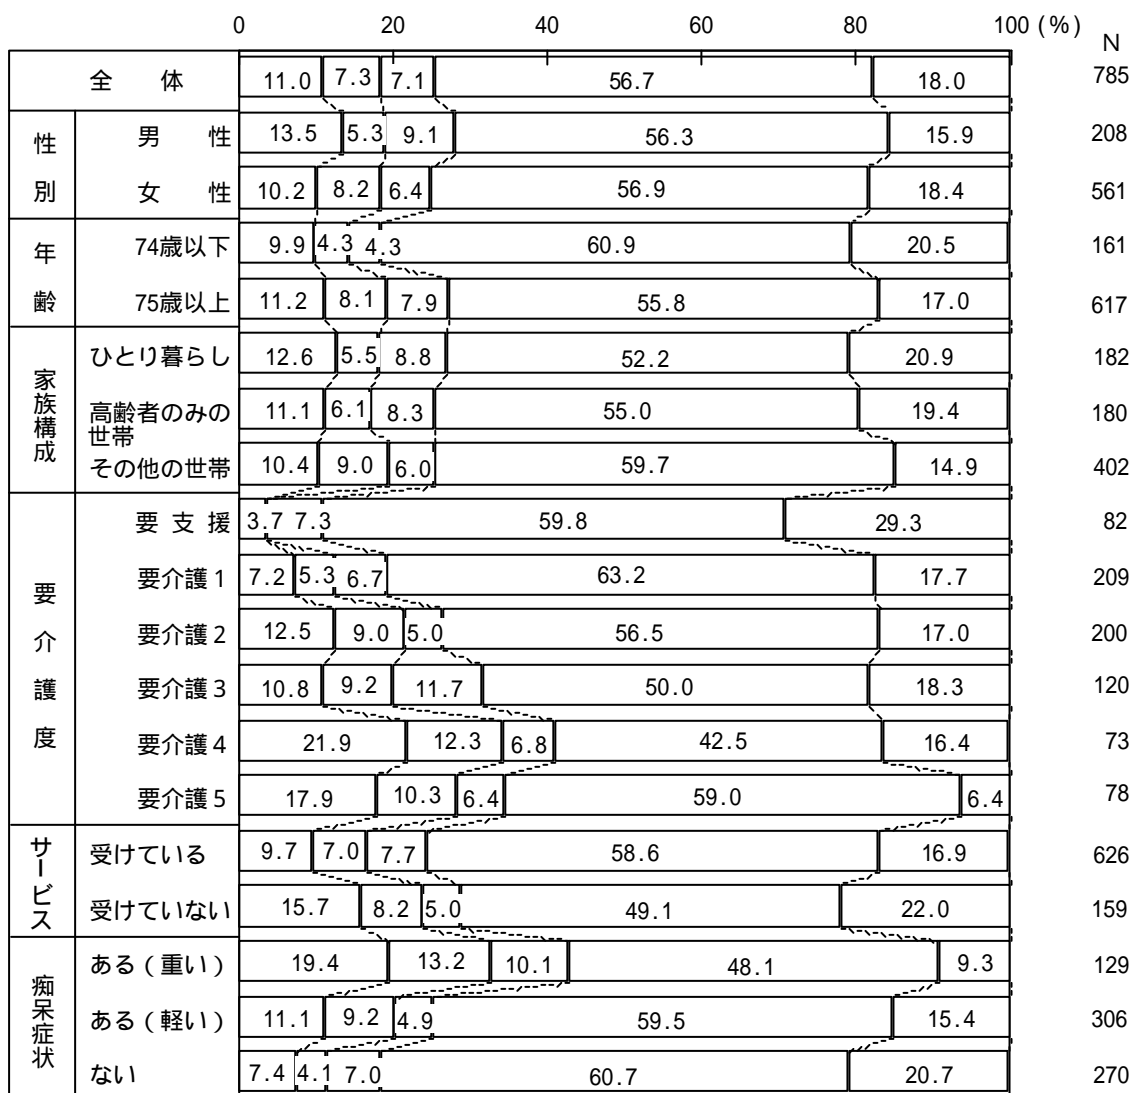 0 20 40 60 80 100 (%)
N
全 体 11.0 7.3 7.1 56.7 18.0 785
性別
男 性 13.5 5.3 9.1 56.3 15.9 208
女 性 10.2 8.2 6.4 56.9 18.4 561
年齢
74歳以下 9.9 4.3 4.3 60.9 20.5 161
75歳以上 11.2 8.1 7.9 55.8 17.0 617
家族構成
ひとり暮らし 12.6 5.5 8.8 52.2 20.9 182
高齢者のみの
世帯 11.1 6.1 8.3 55.0 19.4 180
その他の世帯 10.4 9.0 6.0 59.7 14.9 402
要介護度
要 支 援 3.7 7.3 59.8 29.3 82
要介護1 7.2 5.3 6.7 63.2 17.7 209
要介護2 12.5 9.0 5.0 56.5 17.0 200
要介護3 10.8 9.2 11.7 50.0 18.3 120
要介護4 21.9 12.3 6.8 42.5 16.4 73
要介護5 17.9 10.3 6.4 59.0 6.4 78
サービス
受けている 9.7 7.0 7.7 58.6 16.9 626
受けていない 15.7 8.2 5.0 49.1 22.0 159
痴呆症状
ある(重い) 19.4 13.2 10.1 48.1 9.3 129
ある(軽い) 11.1 9.2 4.9 59.5 15.4 306
ない 7.4 4.1 7.0 60.7 20.7 270